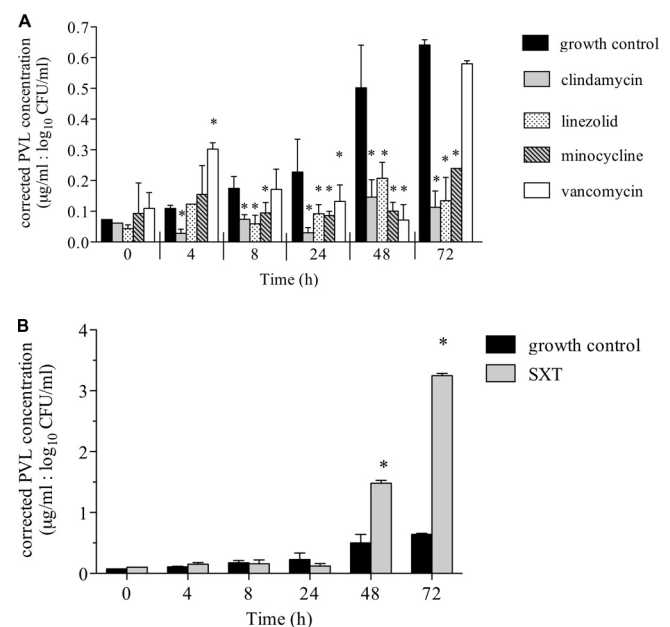 A
corrected PVL concentration
(µg/ml : log10 CFU/ml)
0.7
0.6
0.5
0.4
0.3
0.2
0.1
0.0
* * * * * * * * * * * * * * * * * *
0 4 8 24 48 72
Time (h)
growth control
clindamycin
linezolid
minocycline
vancomycin
B
corrected PVL concentration
(µg/ml : log10 CFU/ml)
4
3
2
1
0
* *
0 4 8 24 48 72
Time (h)
growth control
SXT